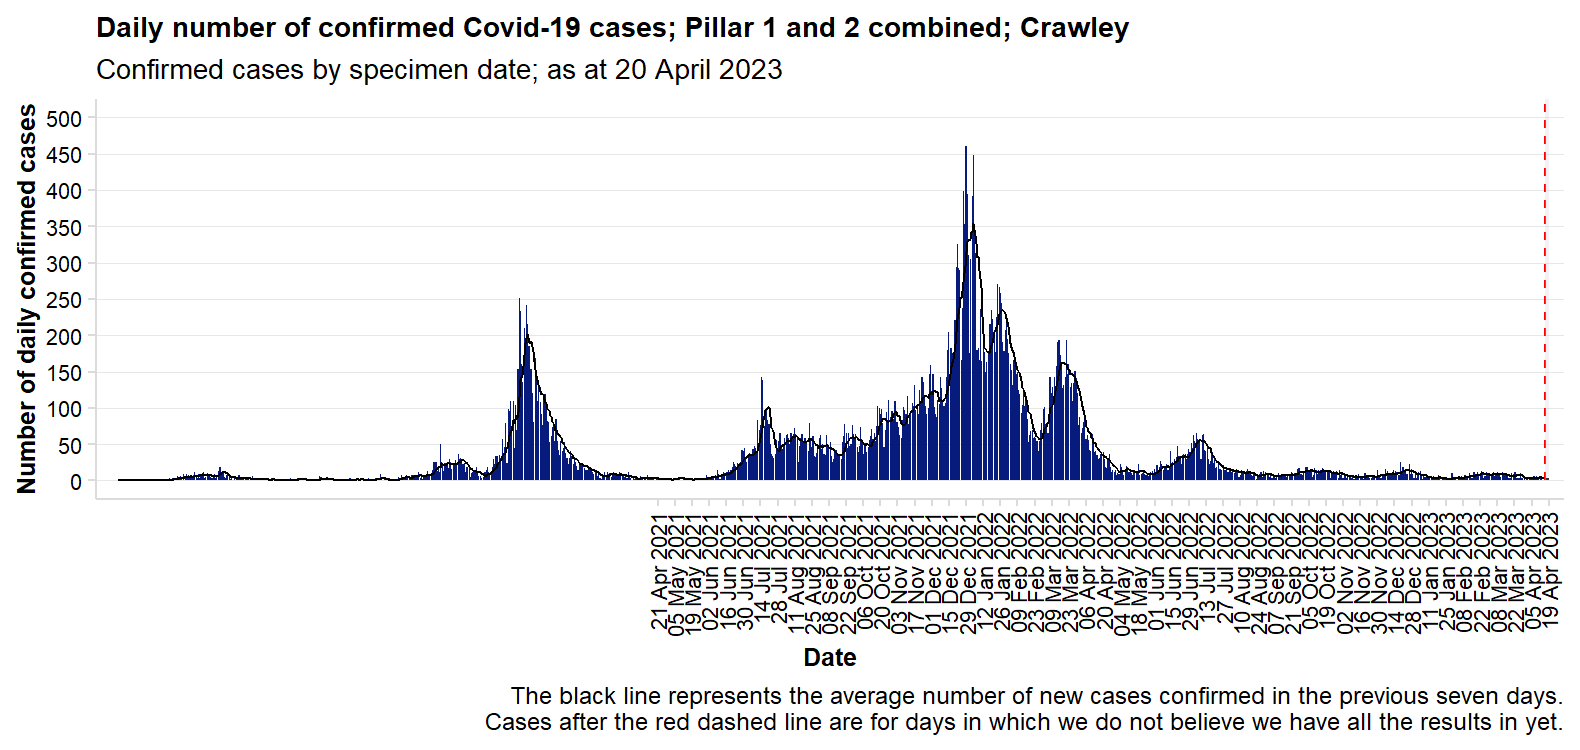 Daily number of confirmed Covid-19 cases; Pillar 1 and 2 combined; Crawley
Confirmed cases by specimen date; as at 20 April 2023
Number of daily confirmed cases
500
450
400
350
300
250
200
150
100
50
0
21 Apr 2021
05 May 2021
19 May 2021
02 Jun 2021
16 Jun 2021
30 Jun 2021
14 Jul 2021
28 Jul 2021
11 Aug 2021
25 Aug 2021
08 Sep 2021
22 Sep 2021
06 Oct 2021
20 Oct 2021
03 Nov 2021
17 Nov 2021
01 Dec 2021
15 Dec 2021
29 Dec 2021
12 Jan 2022
26 Jan 2022
09 Feb 2022
23 Feb 2022
09 Mar 2022
23 Mar 2022
06 Apr 2022
20 Apr 2022
04 May 2022
18 May 2022
01 Jun 2022
15 Jun 2022
29 Jun 2022
13 Jul 2022
27 Jul 2022
10 Aug 2022
24 Aug 2022
07 Sep 2022
21 Sep 2022
05 Oct 2022
19 Oct 2022
02 Nov 2022
16 Nov 2022
30 Nov 2022
14 Dec 2022
28 Dec 2022
11 Jan 2023
25 Jan 2023
08 Feb 2023
22 Feb 2023
08 Mar 2023
22 Mar 2023
05 Apr 2023
19 Apr 2023
Date
The black line represents the average number of new cases confirmed in the previous seven days.
Cases after the red dashed line are for days in which we do not believe we have all the results in yet.